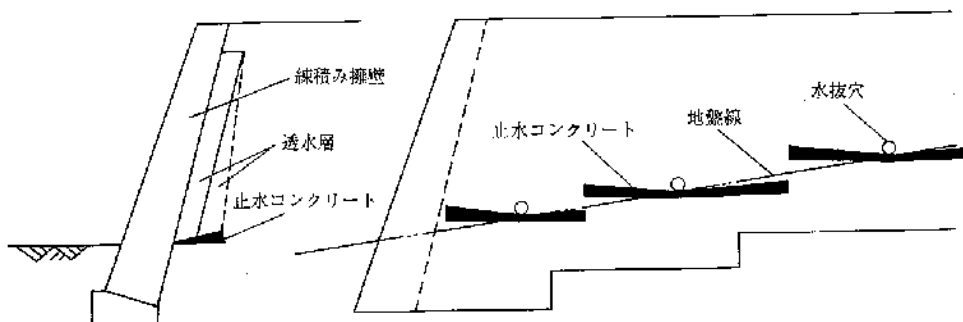 練積み擁壁
透水層
止水コンクリート
水抜穴
地盤線
止水コンクリート